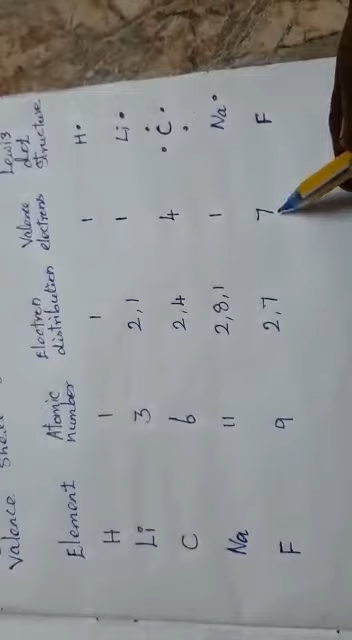 Valence
Element Atomic number Electron distribution Valence electrons Lewis dot structure
H 1 1 1 H•
Li 3 2,1 1 Li•
C 6 2,4 4 •C•
Na 11 2,8,1 1 Na•
F 9 2,7 7 F